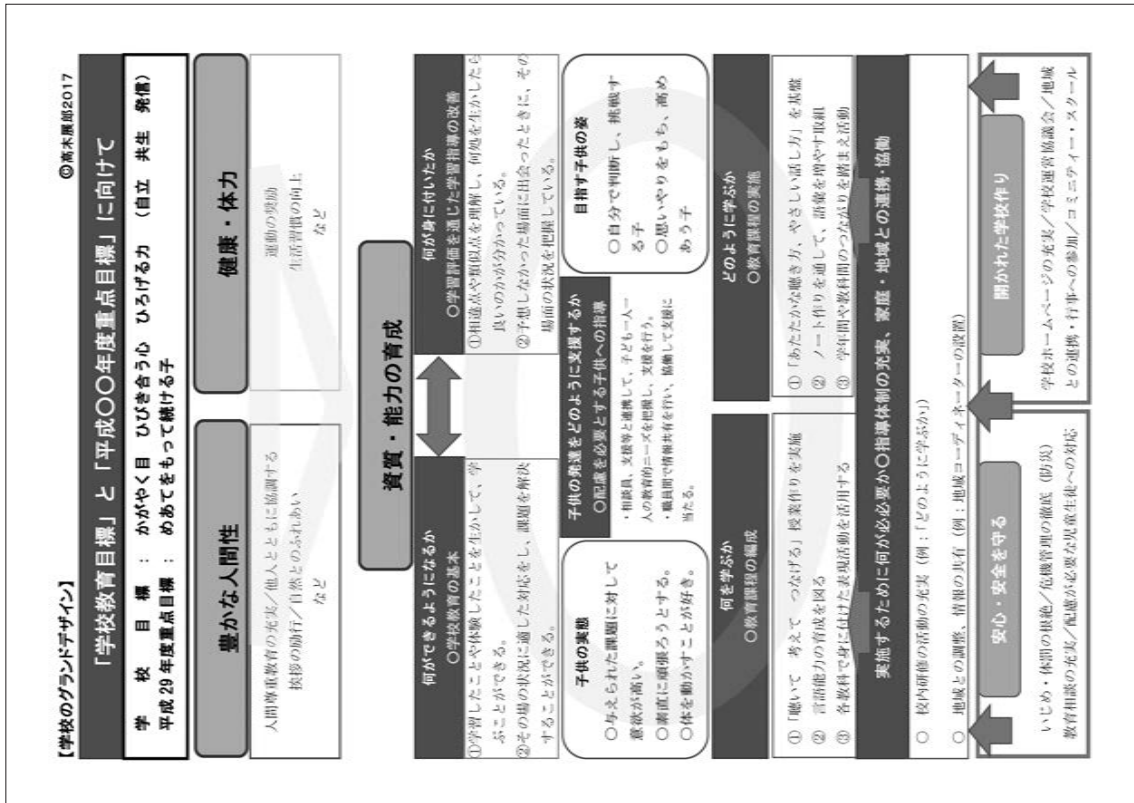 【学校のグランドデザイン】
©髙木展郎2017
「学校教育目標」と「平成〇〇年度重点目標」に向けて
学 校 目 標 ： かがやく目 ひびき合う心 ひろげる力 （自立 共生 発信）
平成29年度重点目標： めあてをもって続ける子
豊かな人間性
人間尊重教育の充実／他人とともに協調する
挨拶の励行／自然とのふれあい
など
健康・体力
運動の奨励
生活習慣の向上
など
資質・能力の育成
何ができるようになるか
○学校教育の基本
①学習したことや体験したことを生かして、学
ぶことができる。
②その場の状況に適した対応をし、課題を解決
することができる。
何が身に付いたか
○学習評価を通じた学習指導の改善
①相違点や類似点を理解し、何処を生かしたら
良いのかが分かっている。
②予想しなかった場面に出会ったときに、その
場面の状況を把握している。
子供の実態
○与えられた課題に対して
意欲が高い。
○素直に頑張ろうとする。
○体を動かすことが好き。
子供の発達をどのように支援するか
○配慮を必要とする子供への指導
・相談員、支援等と連携して、子ども一人一
人の教育的ニーズを把握し、支援を行う。
・職員間で情報共有を行い、協働して支援に
当たる。
目指す子供の姿
○自分で判断し、挑戦す
る子
○思いやりをもち、高め
あう子
何を学ぶか
○教育課程の編成
① 「聴いて 考えて つなげる」授業作りを実施
② 言語能力の育成を図る
③ 各教科で身に付けた表現活動を活用する
どのように学ぶか
○教育課程の実施
① 「あたたかな聴き方、やさしい話し方」を基盤
② ノート作りを通して、語彙を増やす取組
③ 学年間や教科間のつながりを踏まえ活動
実施するために何が必要か○指導体制の充実、家庭・地域との連携・協働
○ 校内研修の活動の充実（例：「どのように学ぶか」）
○ 地域との調整、情報の共有（例：地域コーディネーターの設置）
安心・安全を守る
いじめ・体罰の根絶／危機管理の徹底（防災）
教育相談の充実／配慮が必要な児童生徒への対応
開かれた学校作り
学校ホームページの充実／学校運営協議会／地域
との連携・行事への参加／コミニティー・スクール